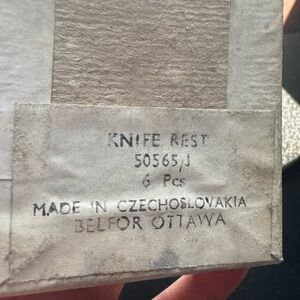 KNIFE REST
50565/J
6 Pcs
MADE IN CZECHOSLOVAKIA
BELFOR OTTAWA